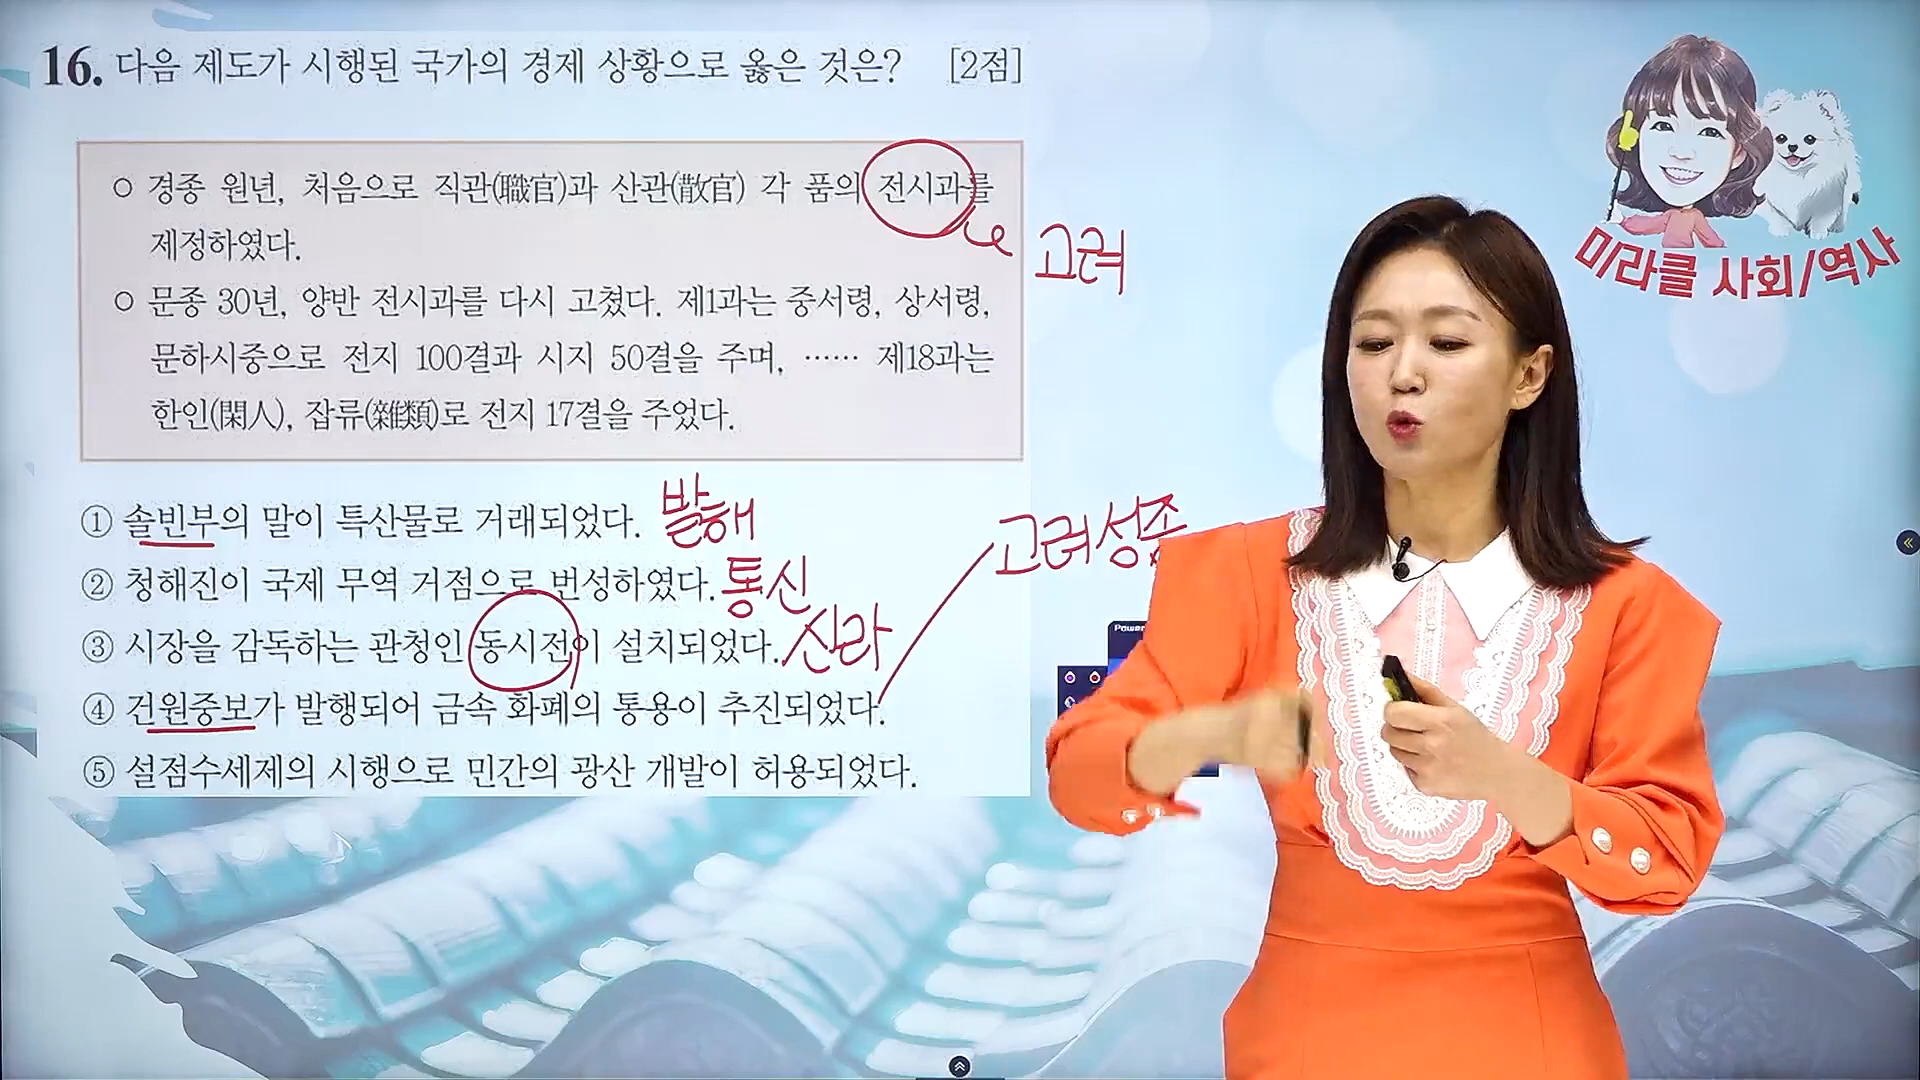 16. 다음 제도가 시행된 국가의 경제 상황으로 옳은 것은? [2점]
○ 경종 원년, 처음으로 직관(職官)과 산관(散官) 각 품의 전시과를
제정하였다.
고려
○ 문종 30년, 양반 전시과를 다시 고쳤다. 제1과는 중서령, 상서령,
문하시중으로 전지 100결과 시지 50결을 주며, …… 제18과는
한인(閑人), 잡류(雜類)로 전지 17결을 주었다.
① 솔빈부의 말이 특산물로 거래되었다. 발해
② 청해진이 국제 무역 거점으로 번성하였다. 통신
③ 시장을 감독하는 관청인 동시전이 설치되었다. 신라
고려 성종
④ 건원중보가 발행되어 금속 화폐의 통용이 추진되었다.
⑤ 설점수세제의 시행으로 민간의 광산 개발이 허용되었다.
미라클 사회/역사
Power